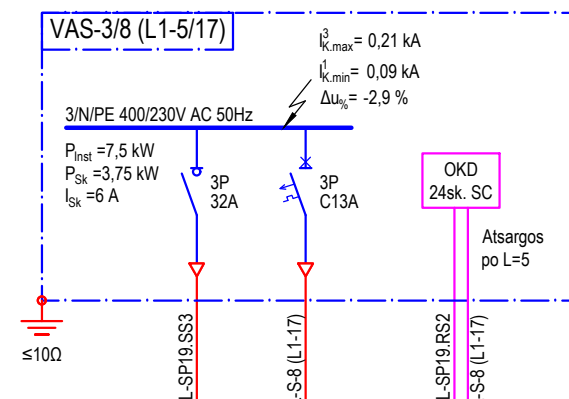 VAS-3/8 (L1-5/17)
I³K.max= 0,21 kA
I¹K.min= 0,09 kA
Δu%= -2,9 %
3/N/PE 400/230V AC 50Hz
PInst =7,5 kW
PSk =3,75 kW
ISk =6 A
3P
32A
3P
C13A
OKD
24sk. SC
Atsargos
po L=5
≤10Ω
L-SP19.SS3
-S-8 (L1-17)
L-SP19.RS2
-S-8 (L1-17)